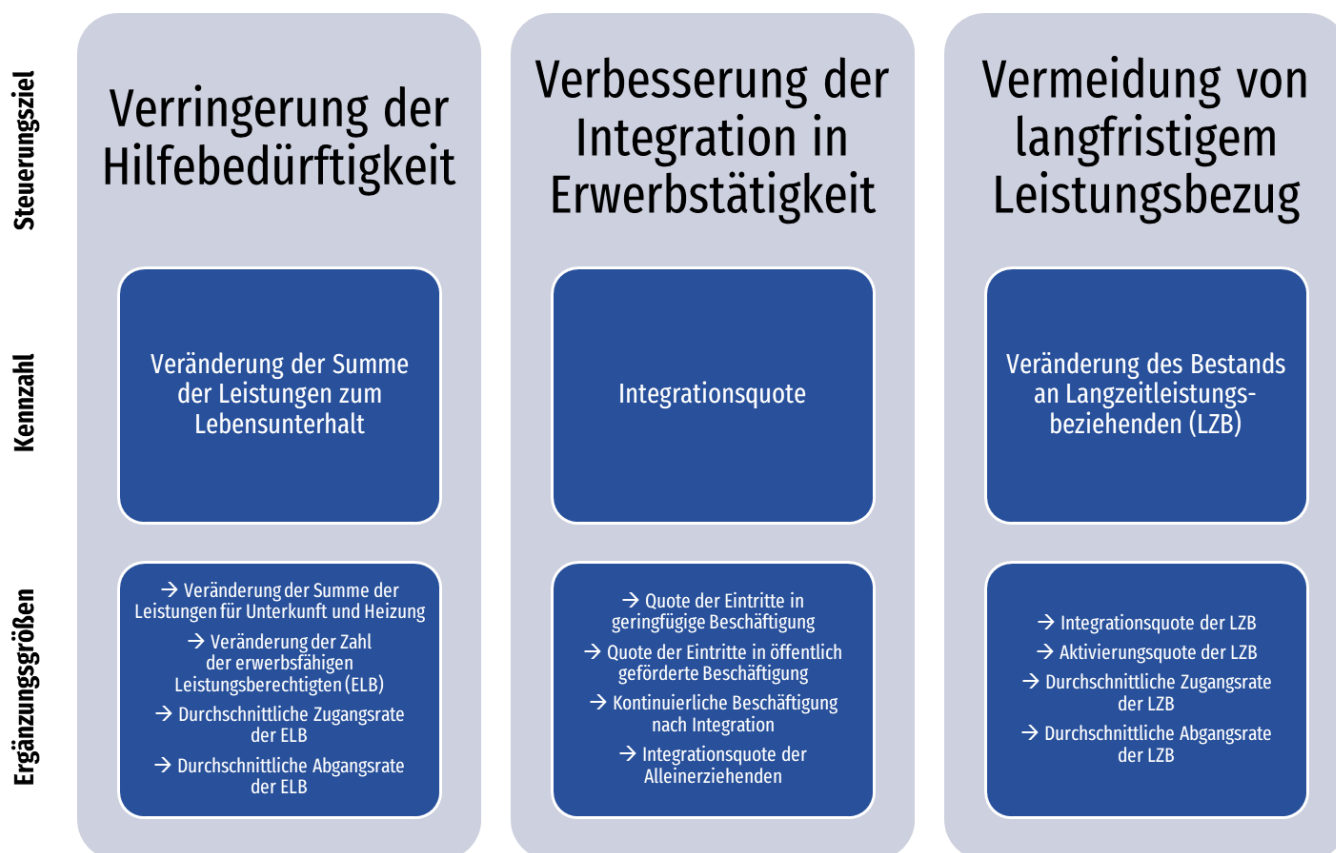 Steuerungsziel
Verringerung der
Hilfebedürftigkeit
Verbesserung der
Integration in
Erwerbstätigkeit
Vermeidung von
langfristigem
Leistungsbezug
Kennzahl
Veränderung der Summe
der Leistungen zum
Lebensunterhalt
Integrationsquote
Veränderung des Bestands
an Langzeitleistungs-
beziehenden (LZB)
Ergänzungsgrößen
→ Veränderung der Summe der
Leistungen für Unterkunft und Heizung
→ Veränderung der Zahl
der erwerbsfähigen
Leistungsberechtigten (ELB)
→ Durchschnittliche Zugangsrate
der ELB
→ Durchschnittliche Abgangsrate
der ELB
→ Quote der Eintritte in
geringfügige Beschäftigung
→ Quote der Eintritte in öffentlich
geförderte Beschäftigung
→ Kontinuierliche Beschäftigung
nach Integration
→ Integrationsquote der
Alleinerziehenden
→ Integrationsquote der LZB
→ Aktivierungsquote der LZB
→ Durchschnittliche Zugangsrate
der LZB
→ Durchschnittliche Abgangsrate
der LZB